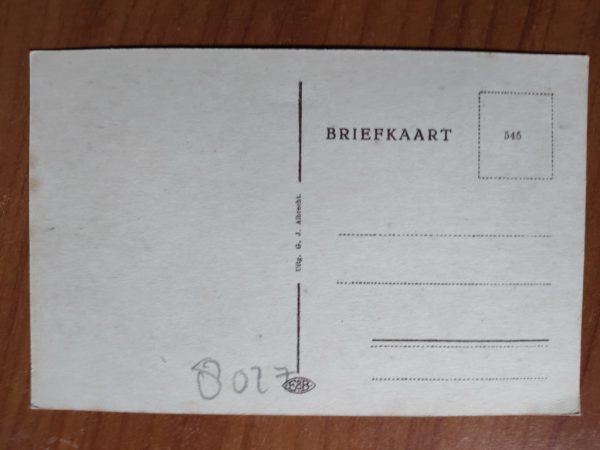 BRIEFKAART
545
Uitg. G. J. Albrecht.
8027